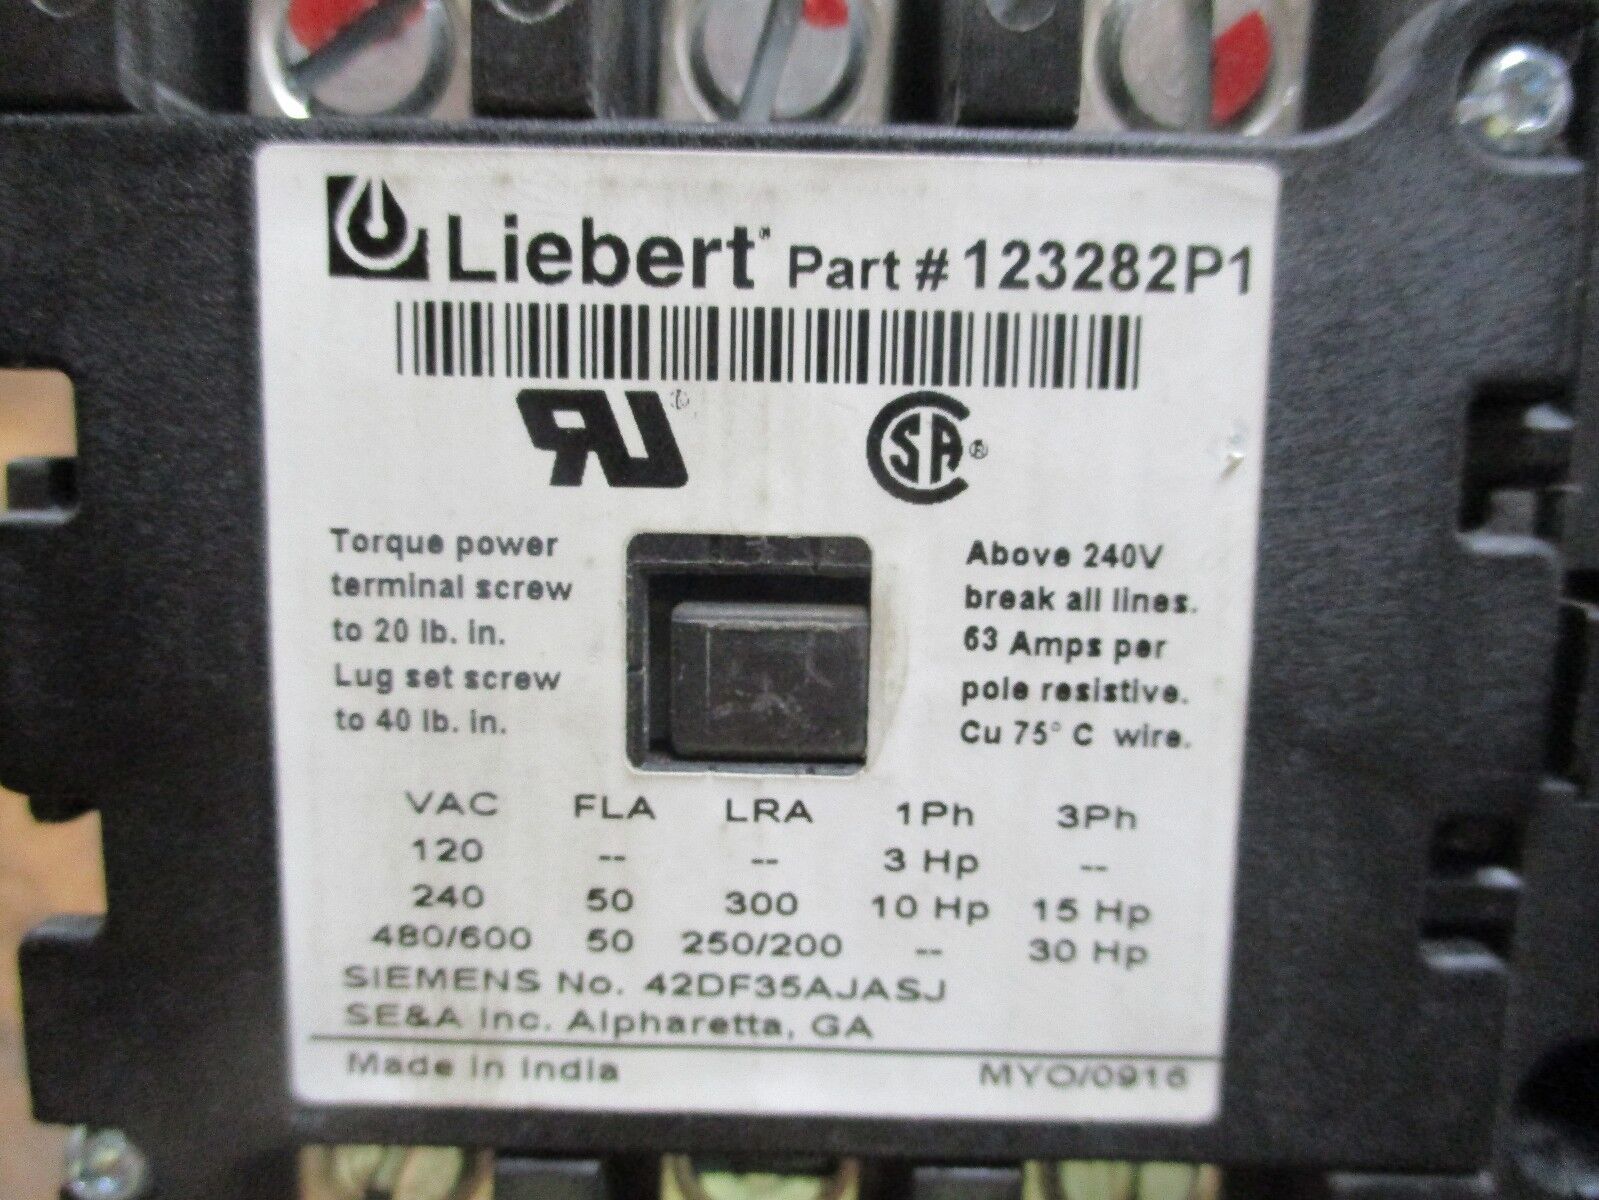 Liebert® Part # 123282P1
RU ®
CSA ®
Torque power
terminal screw
to 20 lb. in.
Lug set screw
to 40 lb. in.
Above 240V
break all lines.
63 Amps per
pole resistive.
Cu 75° C wire.
VAC FLA LRA 1Ph 3Ph
120 -- -- 3 Hp --
240 50 300 10 Hp 15 Hp
480/600 50 250/200 -- 30 Hp
SIEMENS No. 42DF35AJASJ
SE&A Inc. Alpharetta, GA
Made in India MYO/0916